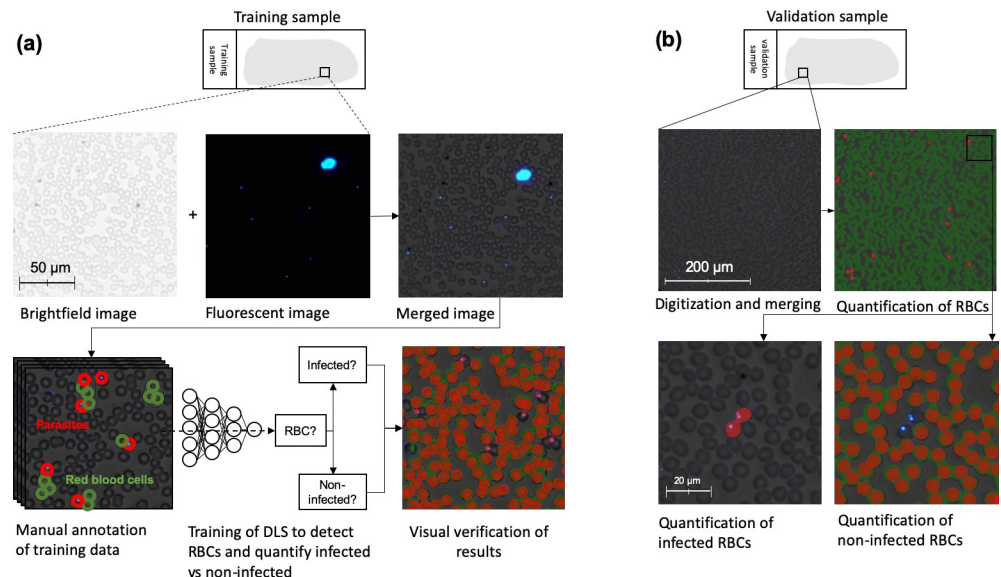 (a)
Training sample
Training
sample
50 µm
+
Brightfield image
Fluorescent image
Merged image
Parasites
Red blood cells
RBC?
Infected?
Non-
infected?
Manual annotation
of training data
Training of DLS to detect
RBCs and quantify infected
vs non-infected
Visual verification of
results
(b)
Validation sample
validation
sample
200 µm
Digitization and merging
Quantification of RBCs
20 µm
Quantification of
infected RBCs
Quantification of
non-infected RBCs